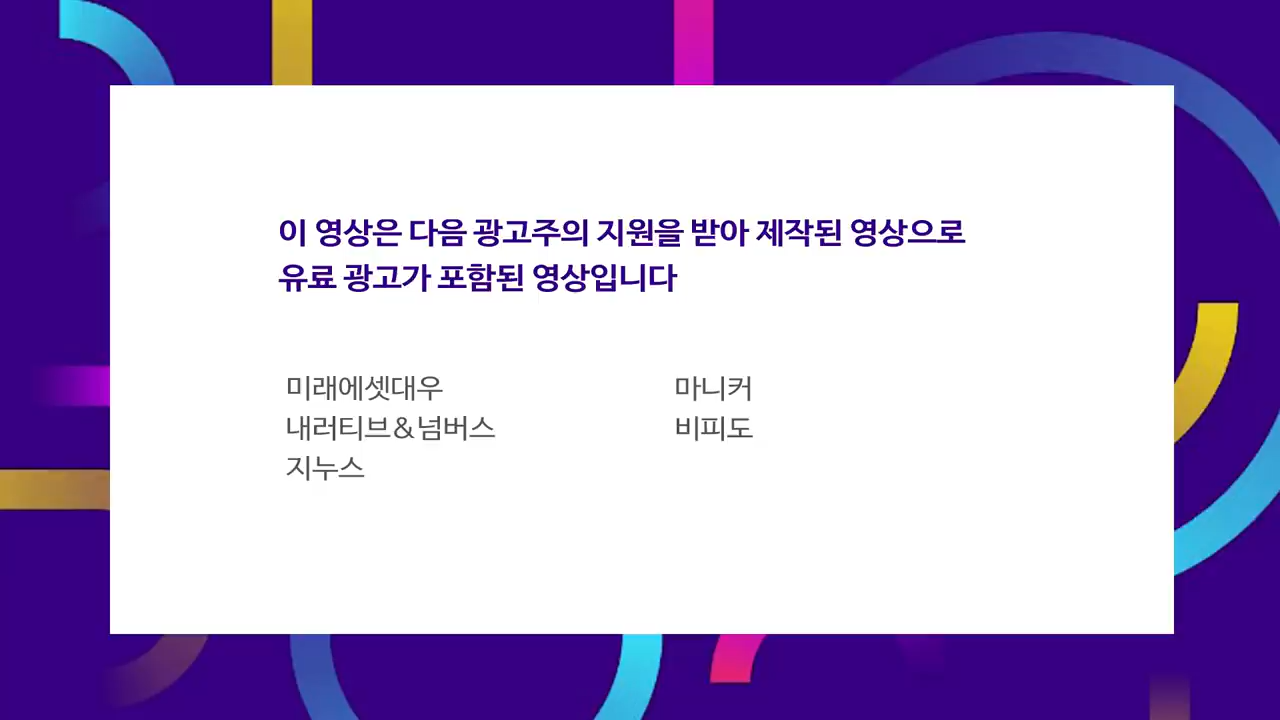 이 영상은 다음 광고주의 지원을 받아 제작된 영상으로
유료 광고가 포함된 영상입니다
미래에셋대우
내러티브&넘버스
지누스
마니커
비피도